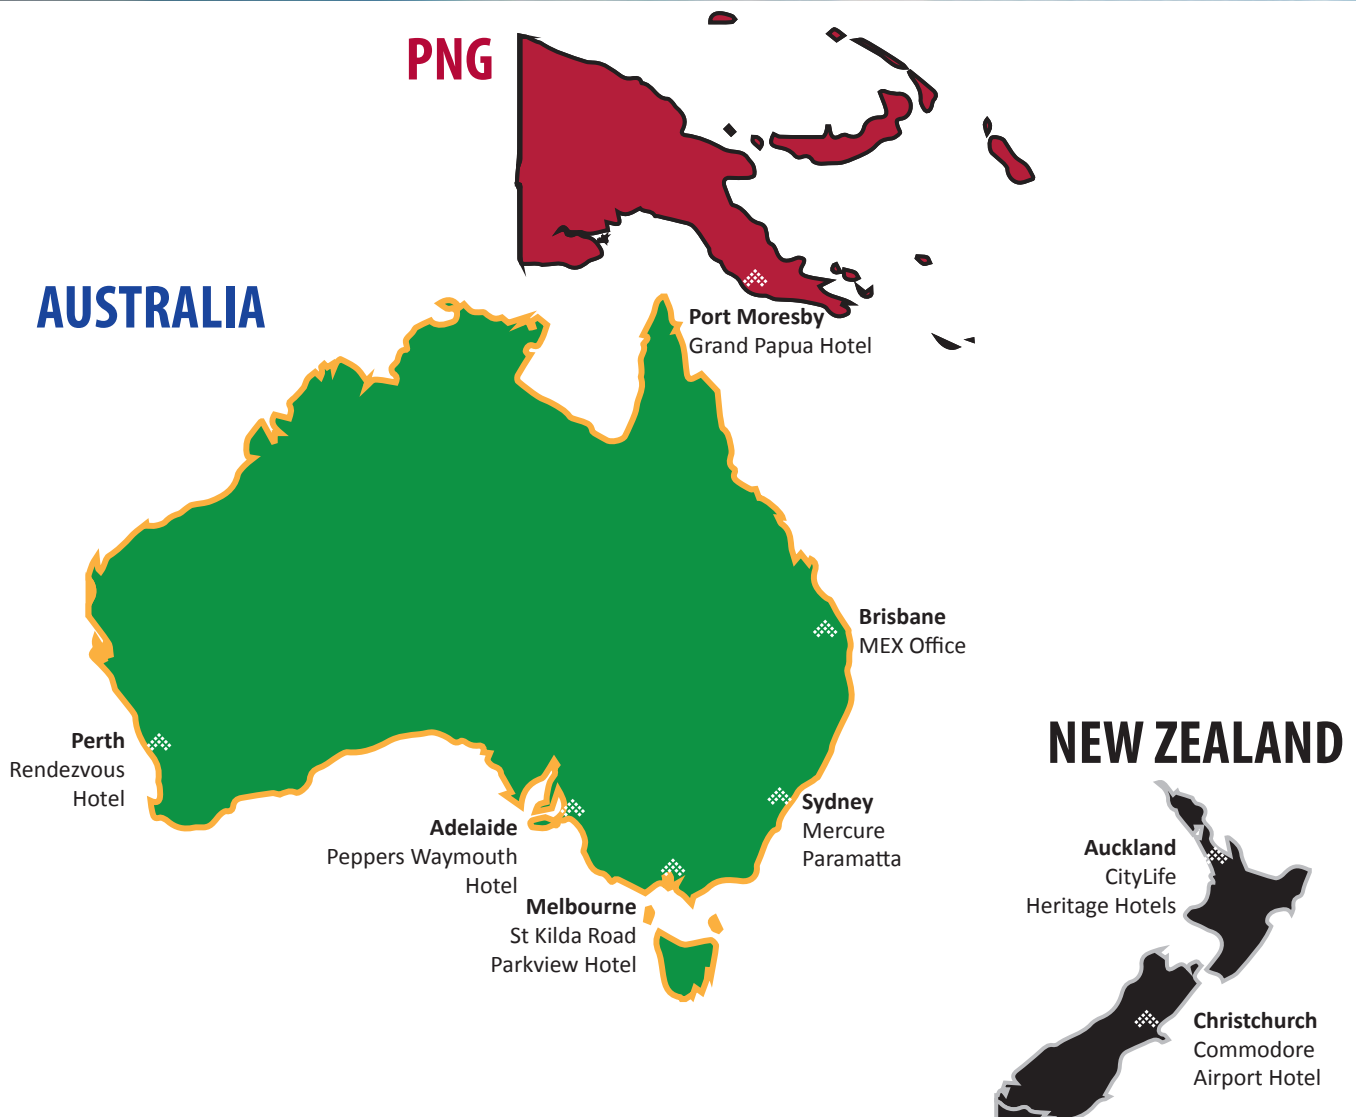 PNG
AUSTRALIA
Port Moresby
Grand Papua Hotel
Brisbane
MEX Office
Perth
Rendezvous
Hotel
Adelaide
Peppers Waymouth
Hotel
Sydney
Mercure
Paramatta
Melbourne
St Kilda Road
Parkview Hotel
NEW ZEALAND
Auckland
CityLife
Heritage Hotels
Christchurch
Commodore
Airport Hotel